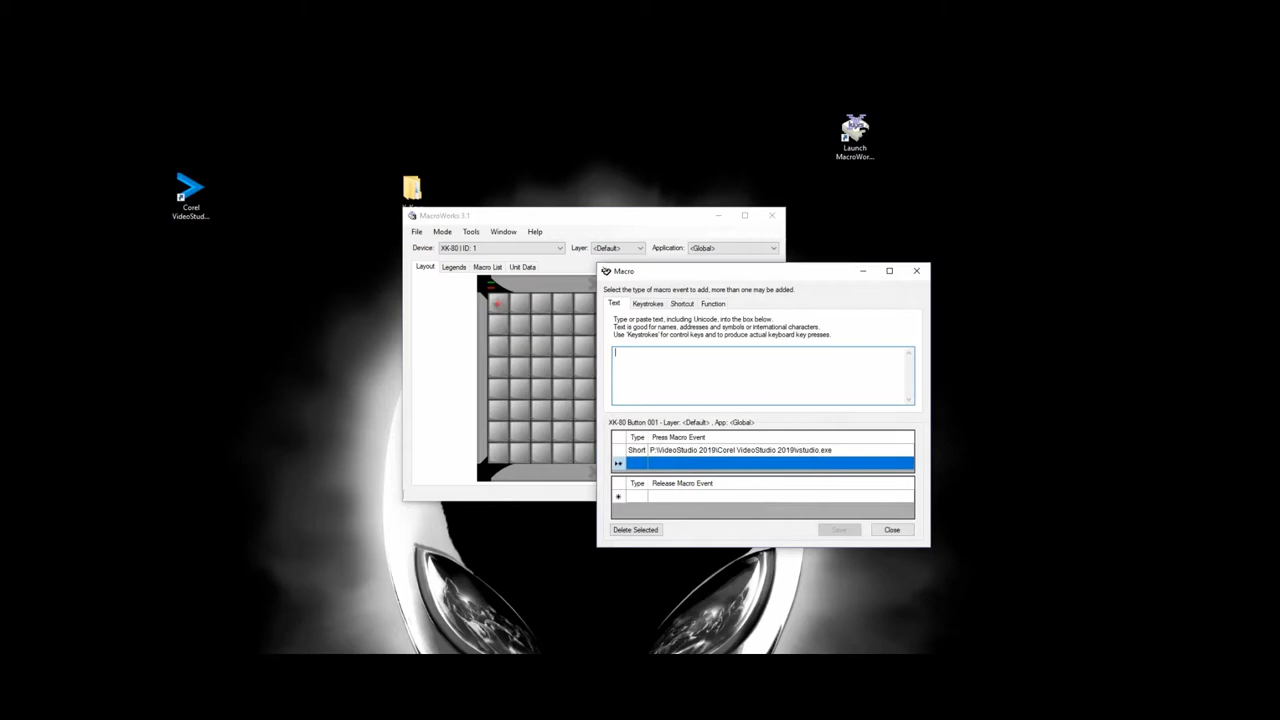 Launch
MacroWor...
Corel
VideoStud...
MacroWorks 3.1
File Mode Tools Window Help
Device: XK-80 | ID: 1 Layer: <Default> Application: <Global>
Layout Legends Macro List Unit Data
Macro
Select the type of macro event to add, more than one may be added.
Text Keystrokes Shortcut Function
Type or paste text, including Unicode, into the box below.
Text is good for names, addresses and symbols or international characters.
Use 'Keystrokes' for control keys and to produce actual keyboard key presses.
XK-80 Button 001 - Layer: <Default> , App: <Global>
Type Press Macro Event
Short P:\VideoStudio 2019\Corel VideoStudio 2019\vstudio.exe
Type Release Macro Event
Delete Selected Save Close